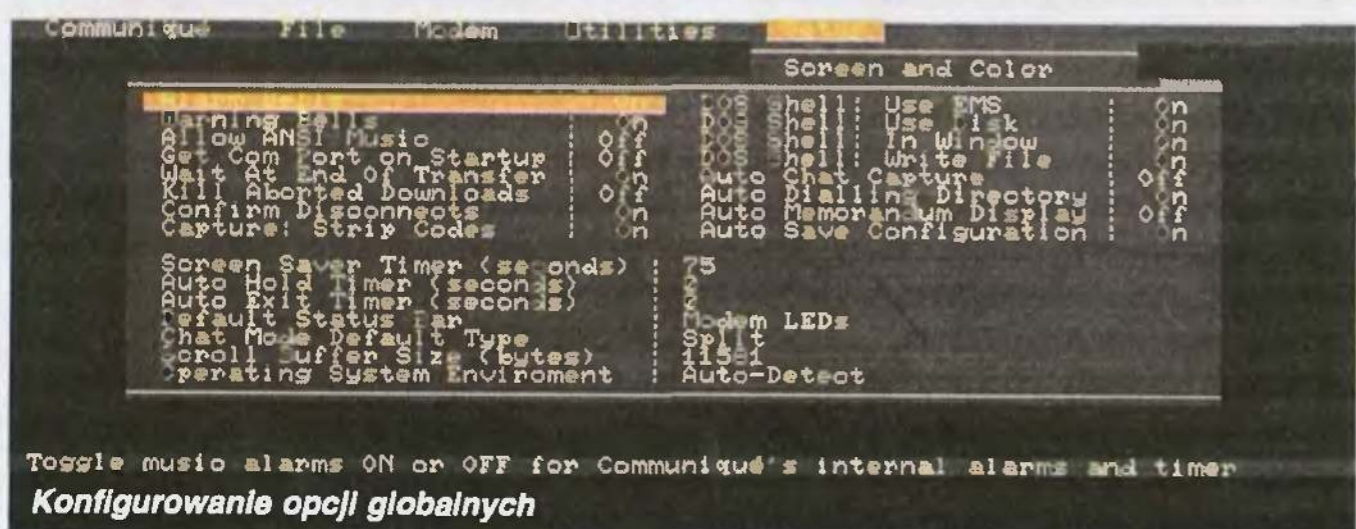 Communiqué File Modem Utilities
Screen and Color
Warning Bells : On
Allow ANSI Music : Off
Get Com Port on Startup : Off
Wait At End Of Transfer : On
Kill Aborted Downloads : Off
Confirm Disconnects : On
Capture: Strip Codes : On
DOS Shell: Use EMS : On
DOS Shell: Use Disk : On
DOS Shell: In Window : On
DOS Shell: Write File : On
Auto Chat Capture : Off
Auto Dialling Directory : On
Auto Memorandum Display : Off
Auto Save Configuration : On
Screen Saver Timer (seconds) : 75
Auto Hold Timer (seconds) :
Auto Exit Timer (seconds) :
Default Status Bar : Modem LEDs
Chat Mode Default Type : Split
Scroll Buffer Size (bytes) :
Operating System Enviroment : Auto-Detect
Toggle music alarms ON or OFF for Communiqué's internal alarms and timer
Konfigurowanie opcji globalnych